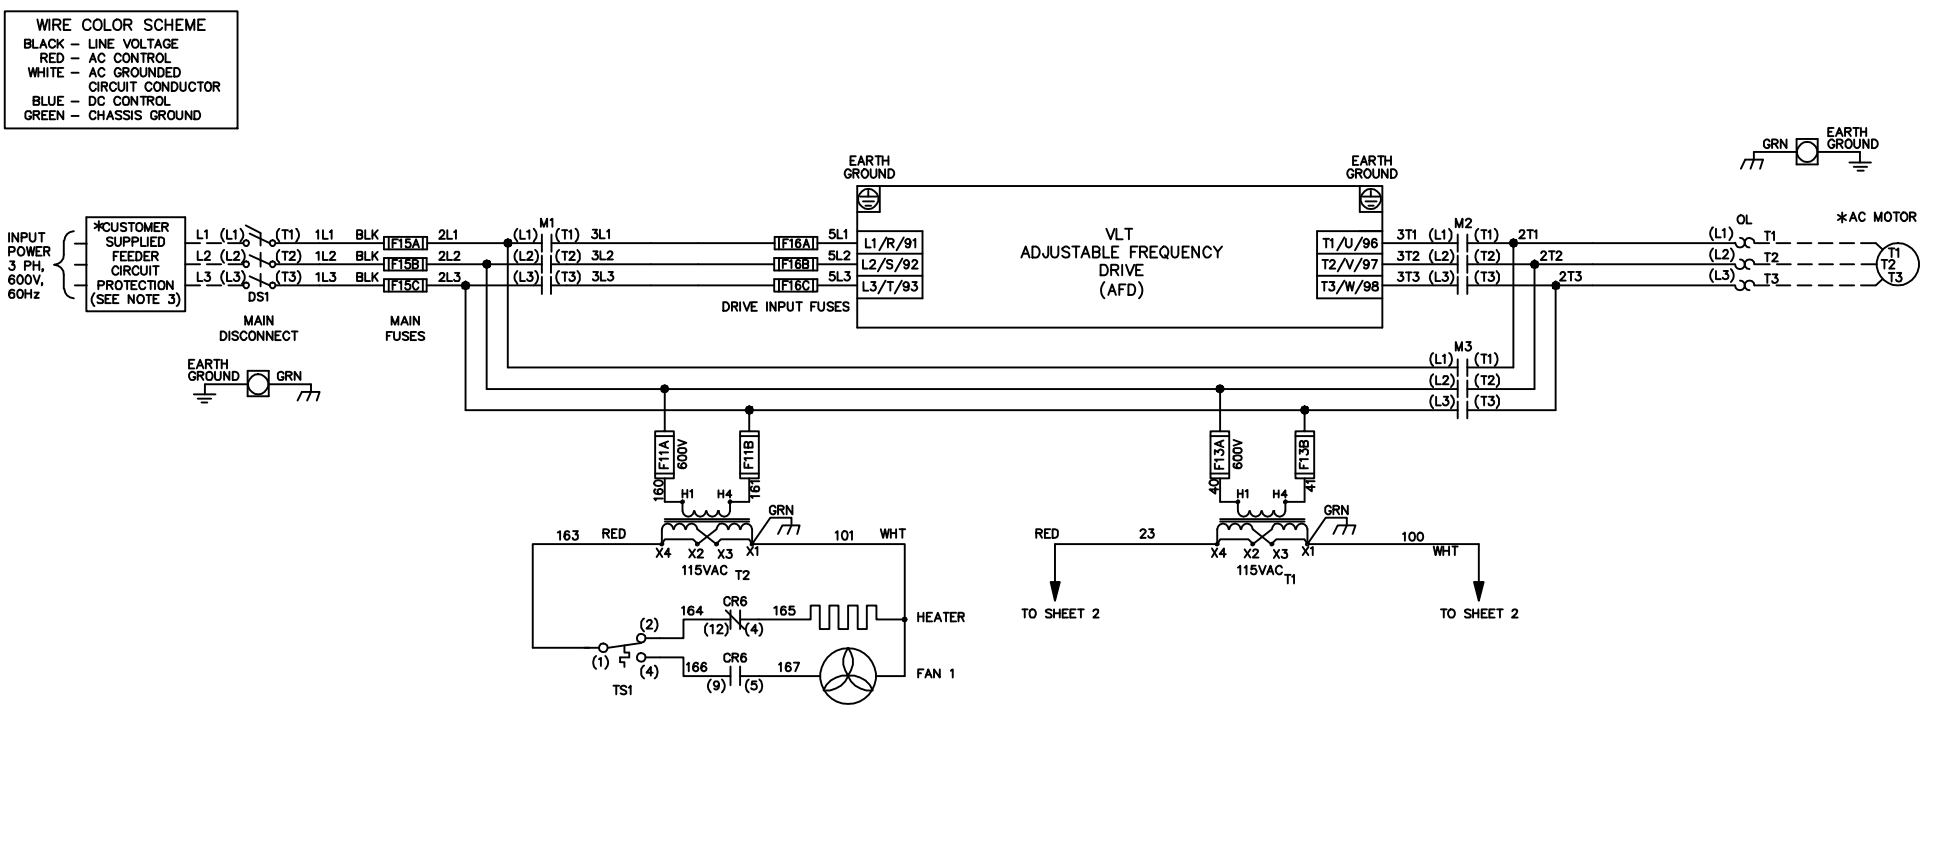 WIRE COLOR SCHEME
BLACK – LINE VOLTAGE
RED – AC CONTROL
WHITE – AC GROUNDED
CIRCUIT CONDUCTOR
BLUE – DC CONTROL
GREEN – CHASSIS GROUND
EARTH
GROUND
EARTH
GROUND
GRN
EARTH
GROUND
INPUT
POWER
3 PH,
600V,
60Hz
*CUSTOMER
SUPPLIED
FEEDER
CIRCUIT
PROTECTION
(SEE NOTE 3)
L1 (L1) (T1) 1L1 BLK F15A 2L1 (L1) M1 (T1) 3L1 F16A 5L1 L1/R/91
L2 (L2) (T2) 1L2 BLK F15B 2L2 (L2) (T2) 3L2 F16B 5L2 L2/S/92
L3 (L3) (T3) 1L3 BLK F15C 2L3 (L3) (T3) 3L3 F16C 5L3 L3/T/93
DS1
MAIN
DISCONNECT
MAIN
FUSES
DRIVE INPUT FUSES
VLT
ADJUSTABLE FREQUENCY
DRIVE
(AFD)
T1/U/96 3T1 (L1) M2 (T1) 2T1 (L1) OL T1
T2/V/97 3T2 (L2) (T2) 2T2 (L2) T2
T3/W/98 3T3 (L3) (T3) 2T3 (L3) T3
*AC MOTOR
T1
T2
T3
EARTH
GROUND GRN
M3
(L1) (T1)
(L2) (T2)
(L3) (T3)
F11A
600V
F11B
F13A
600V
F13B
160 H1 H4 161
40 H1 H4 41
GRN
GRN
163 RED X4 X2 X3 X1 101 WHT
115VAC T2
RED 23 X4 X2 X3 X1 100 WHT
115VAC T1
TO SHEET 2
TO SHEET 2
164 CR6 165 HEATER
(12) (4)
(2)
(1)
(4)
TS1
166 CR6 167 FAN 1
(9) (5)